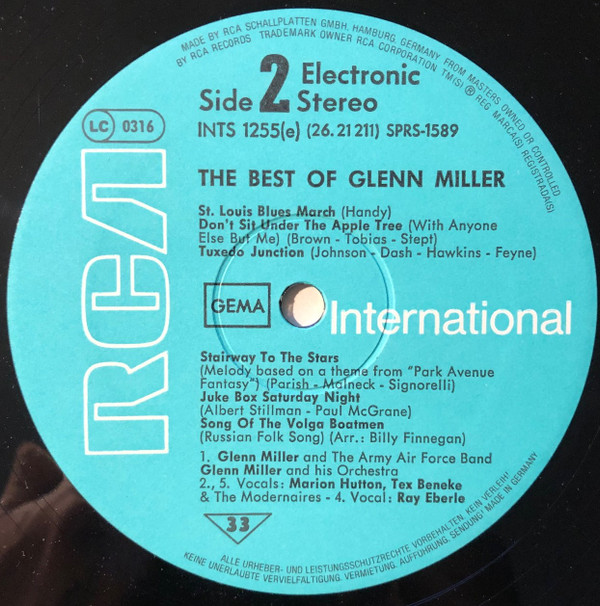 MADE BY RCA SCHALLPLATTEN GMBH, HAMBURG, GERMANY FROM MASTERS OWNED OR CONTROLLED
BY RCA RECORDS TRADEMARK OWNER RCA CORPORATION TM(S) ® REG MARCA(S) REGISTRADA(S)
Side 2 Electronic
Stereo
LC 0316
INTS 1255(e) (26.21 211) SPRS-1589
THE BEST OF GLENN MILLER
RCA
St. Louis Blues March (Handy)
Don't Sit Under The Apple Tree (With Anyone
Else But Me) (Brown - Tobias - Stept)
Tuxedo Junction (Johnson - Dash - Hawkins - Feyne)
GEMA
International
Stairway To The Stars
(Melody based on a theme from "Park Avenue
Fantasy") (Parish - Malneck - Signorelli)
Juke Box Saturday Night
(Albert Stillman - Paul McGrane)
Song Of The Volga Boatmen
(Russian Folk Song) (Arr.: Billy Finnegan)
1. Glenn Miller and The Army Air Force Band
Glenn Miller and his Orchestra
2., 5. Vocals: Marion Hutton, Tex Beneke
& The Modernaires - 4. Vocal: Ray Eberle
33
ALLE URHEBER- UND LEISTUNGSSCHUTZRECHTE VORBEHALTEN. KEIN VERLEIH!
KEINE UNERLAUBTE VERVIELFÄLTIGUNG. VERMIETUNG. AUFFÜHRUNG. SENDUNG! MADE IN GERMANY